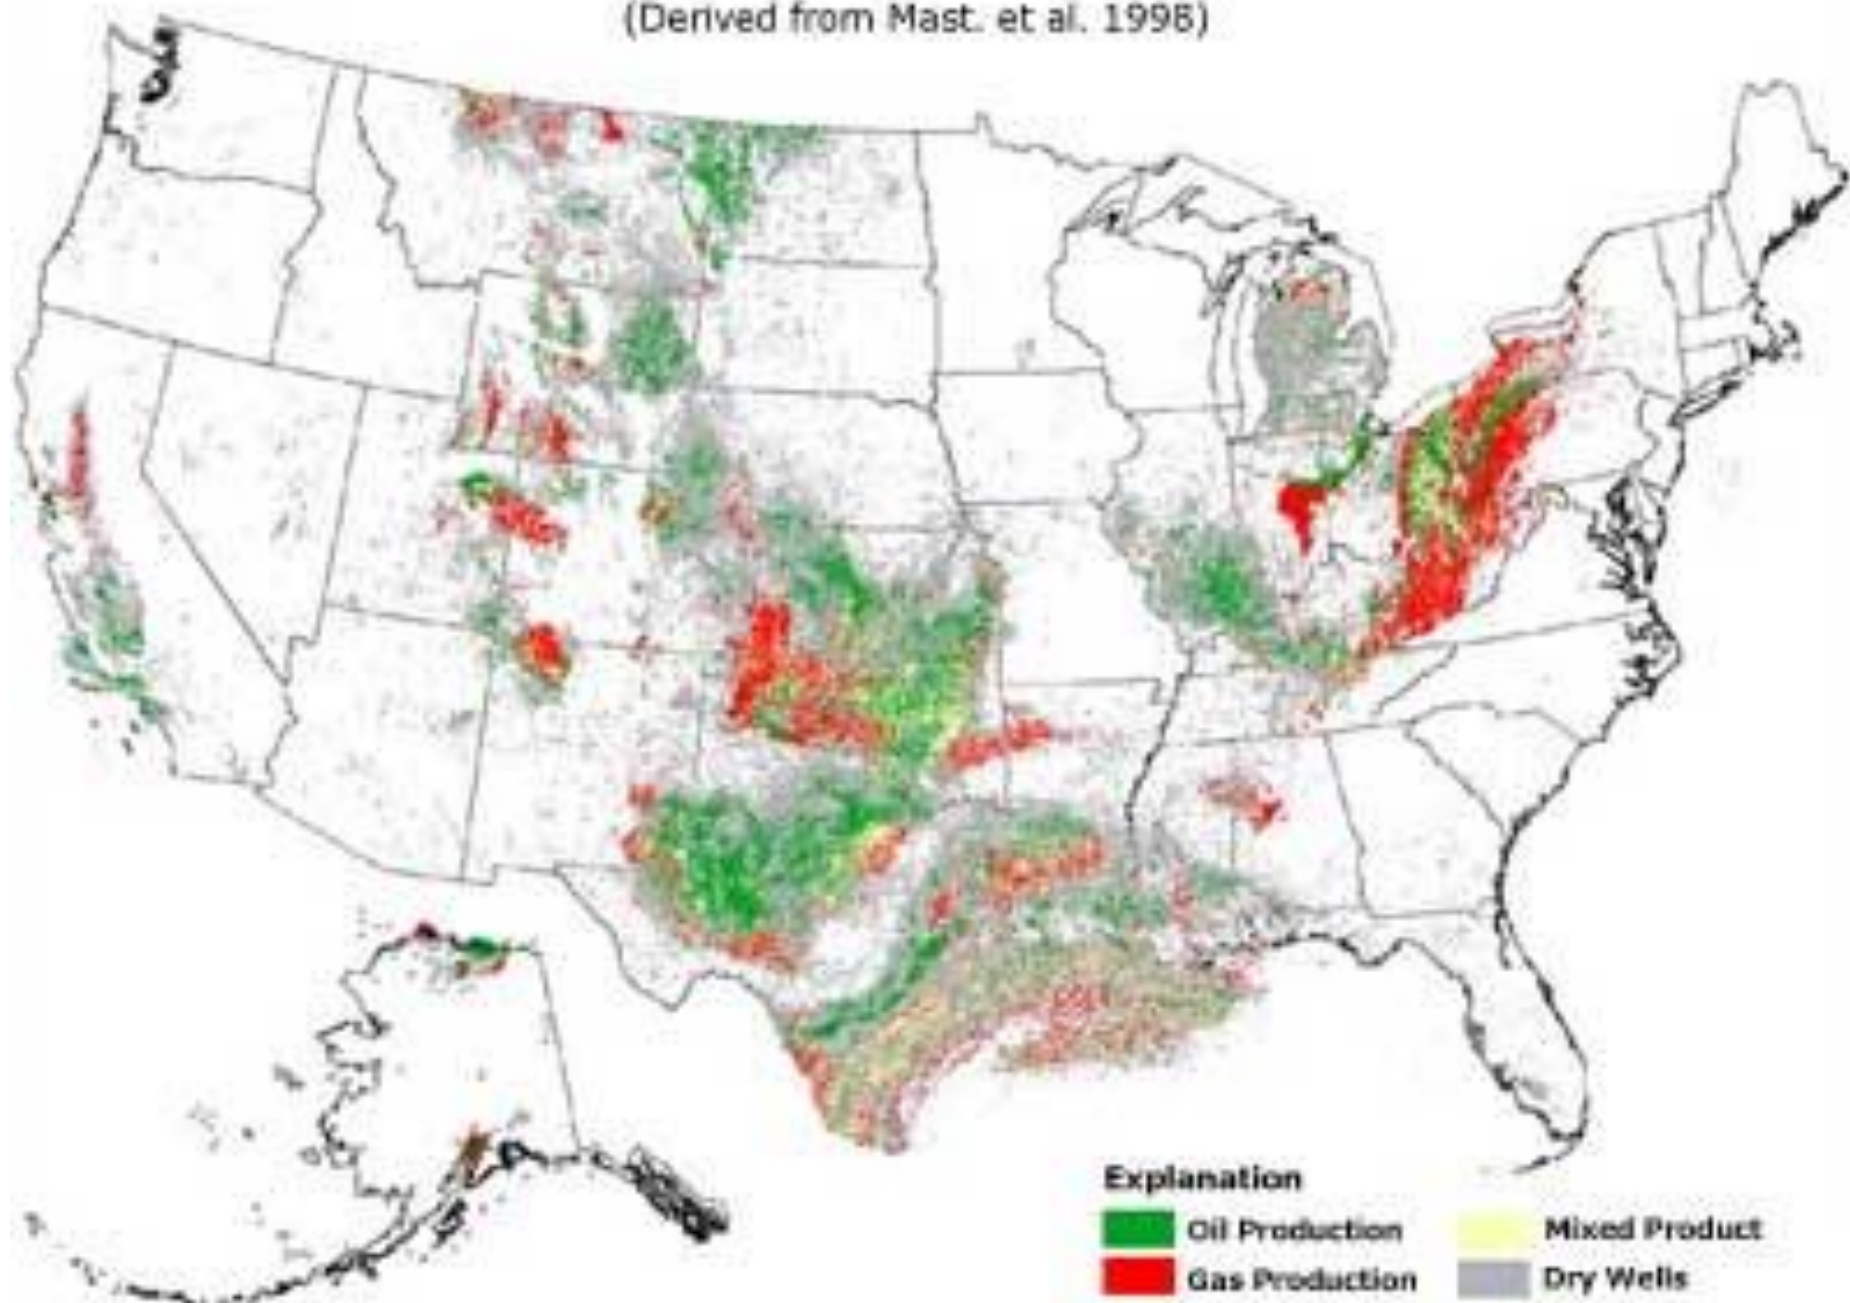 (Derived from Mast. et al. 1998)
Explanation
Oil Production
Mixed Product
Gas Production
Dry Wells